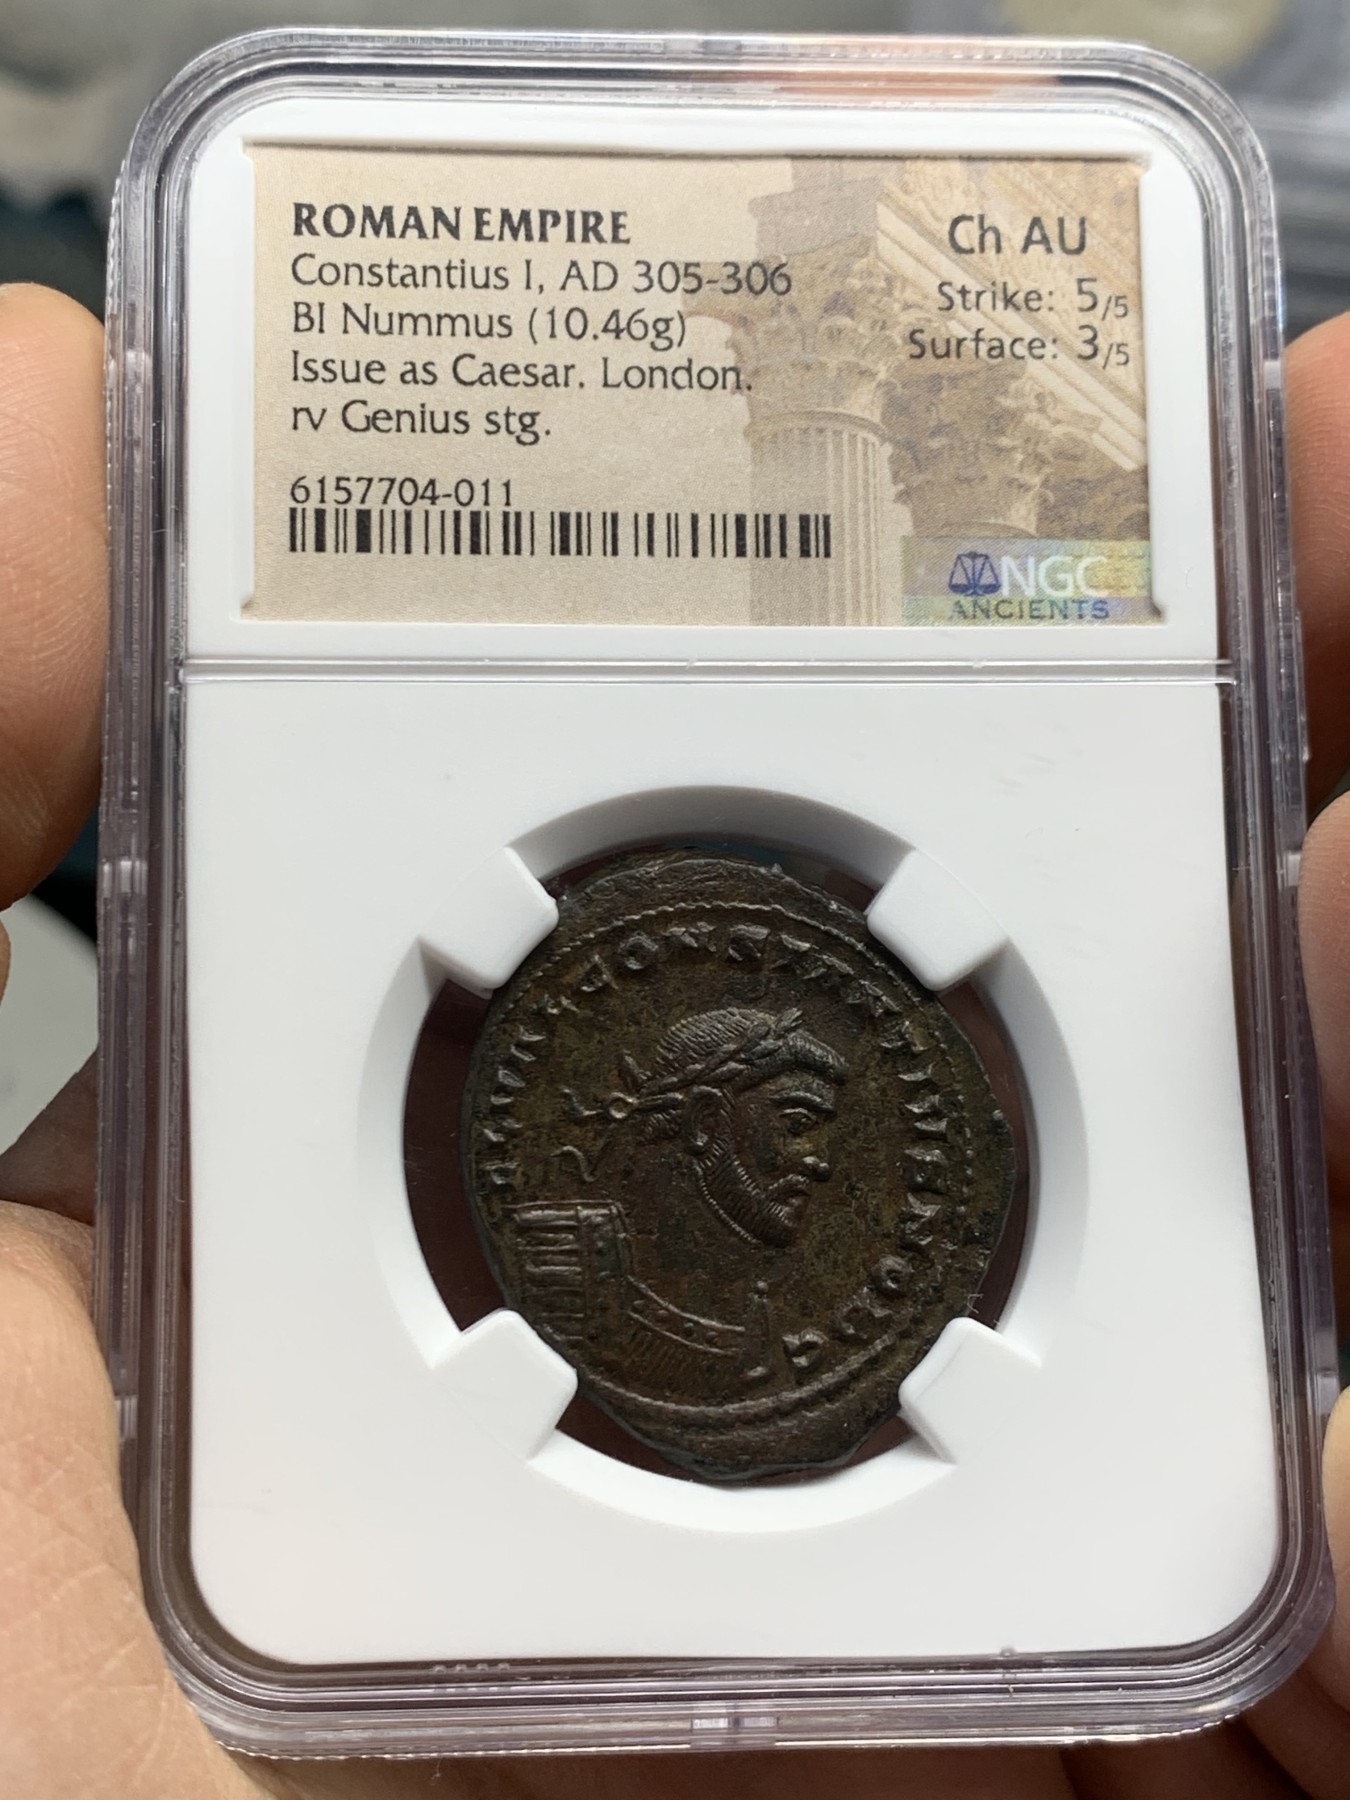 ROMAN EMPIRE
Constantius I, AD 305-306
BI Nummus (10.46g)
Issue as Caesar. London.
rv Genius stg.
6157704-011
Ch AU
Strike: 5/5
Surface: 3/5
NGC
ANCIENTS